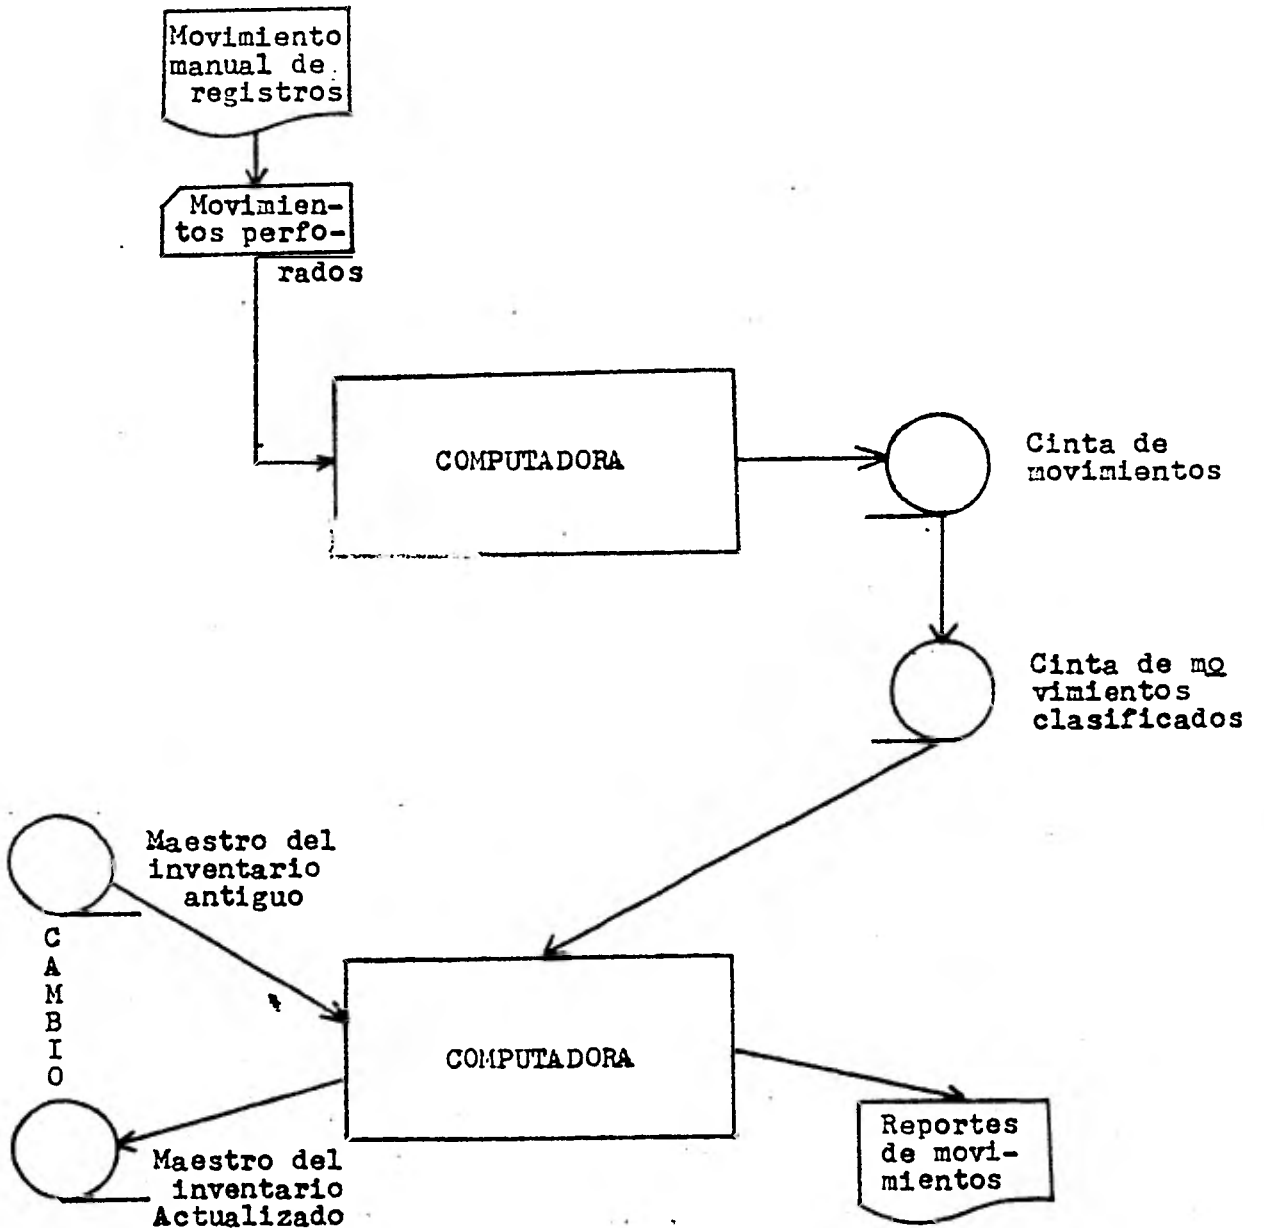 Movimiento
manual de
registros
Movimien-
tos perfo-
rados
COMPUTADORA
Cinta de
movimientos
Cinta de mo
vimientos
clasificados
Maestro del
inventario
antiguo
C
A
M
B
I
O
COMPUTADORA
Maestro del
inventario
Actualizado
Reportes
de movi-
mientos